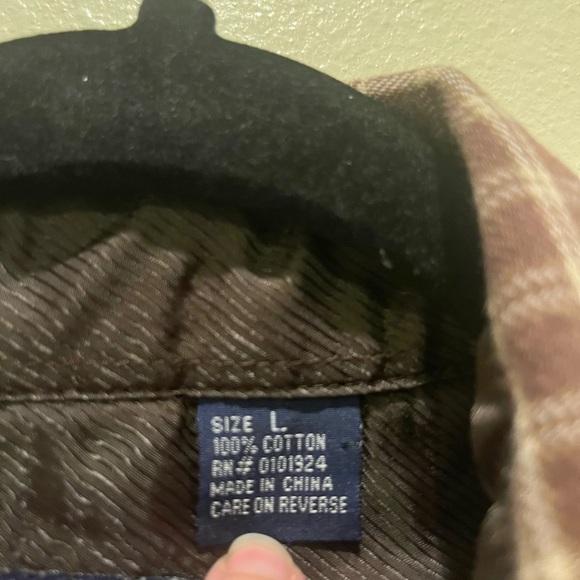 SIZE L
100% COTTON
RN# 0101924
MADE IN CHINA
CARE ON REVERSE